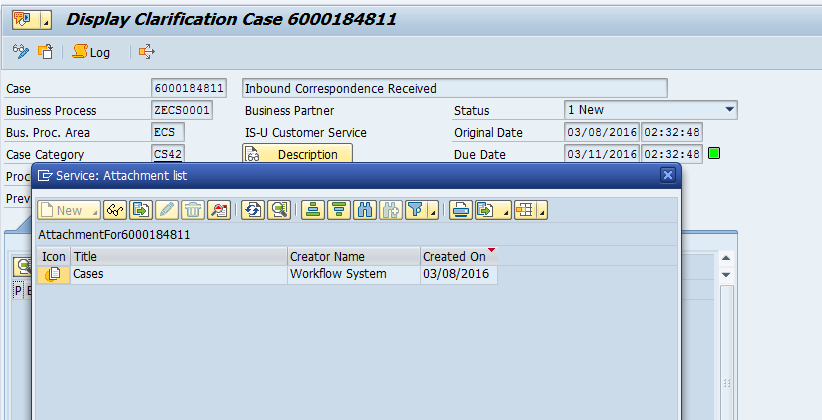 Display Clarification Case 6000184811
Log
Case 6000184811 Inbound Correspondence Received
Business Process ZECS0001 Business Partner Status 1 New
Bus. Proc. Area ECS IS-U Customer Service Original Date 03/08/2016 02:32:48
Case Category CS42 Description Due Date 03/11/2016 02:32:48
Proc
Prev
Service: Attachment list
New
AttachmentFor6000184811
Icon Title Creator Name Created On
Cases Workflow System 03/08/2016
P E